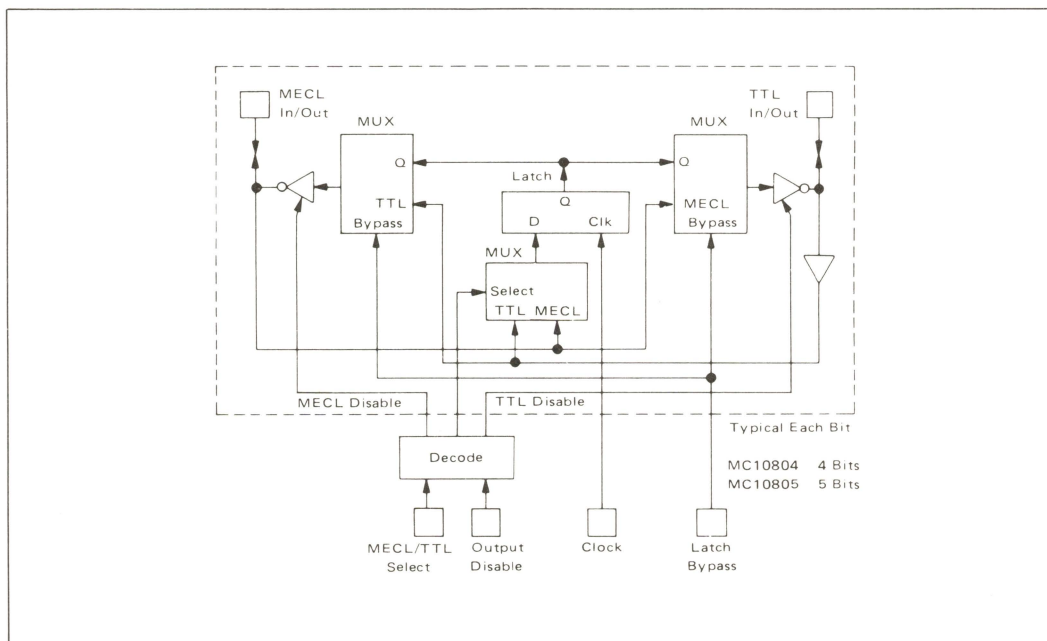 MECL
In/Out
TTL
In/Out
MUX
MUX
Q
Q
Latch
Q
TTL
Bypass
D Clk
MECL
Bypass
MUX
Select
TTL MECL
MECL Disable
TTL Disable
Typical Each Bit
Decode
MC10804 4 Bits
MC10805 5 Bits
MECL/TTL
Select
Output
Disable
Clock
Latch
Bypass